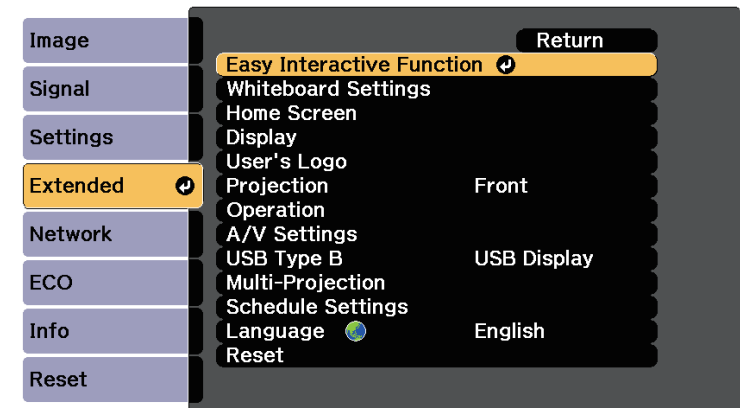 Image
Signal
Settings
Extended
Network
ECO
Info
Reset
Return
Easy Interactive Function
Whiteboard Settings
Home Screen
Display
User's Logo
Projection Front
Operation
A/V Settings
USB Type B USB Display
Multi-Projection
Schedule Settings
Language English
Reset